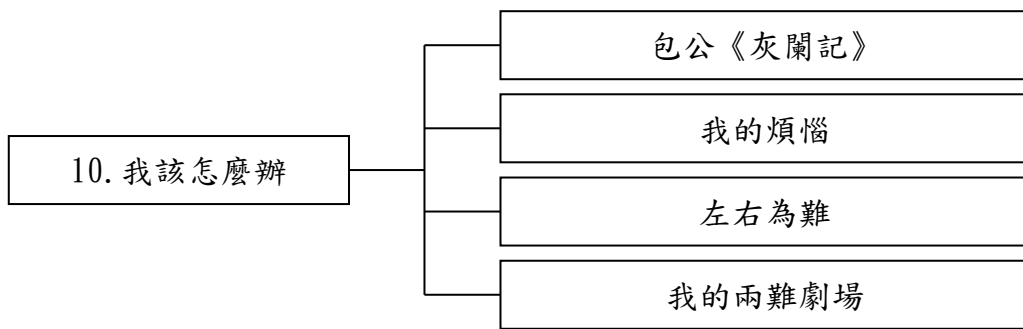 10.我該怎麼辦
包公《灰闌記》
我的煩惱
左右為難
我的兩難劇場